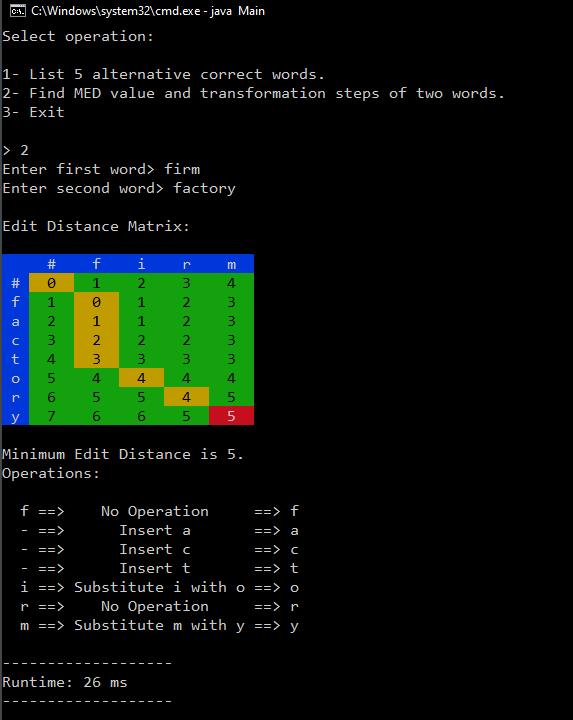 C:\Windows\system32\cmd.exe - java Main
Select operation:
1- List 5 alternative correct words.
2- Find MED value and transformation steps of two words.
3- Exit
> 2
Enter first word> firm
Enter second word> factory
Edit Distance Matrix:
# f i r m
# 0 1 2 3 4
f 1 0 1 2 3
a 2 1 1 2 3
c 3 2 2 2 3
t 4 3 3 3 3
o 5 4 4 4 4
r 6 5 5 4 5
y 7 6 6 5 5
Minimum Edit Distance is 5.
Operations:
f ==> No Operation ==> f
- ==> Insert a ==> a
- ==> Insert c ==> c
- ==> Insert t ==> t
i ==> Substitute i with o ==> o
r ==> No Operation ==> r
m ==> Substitute m with y ==> y
-------------------
Runtime: 26 ms
-------------------